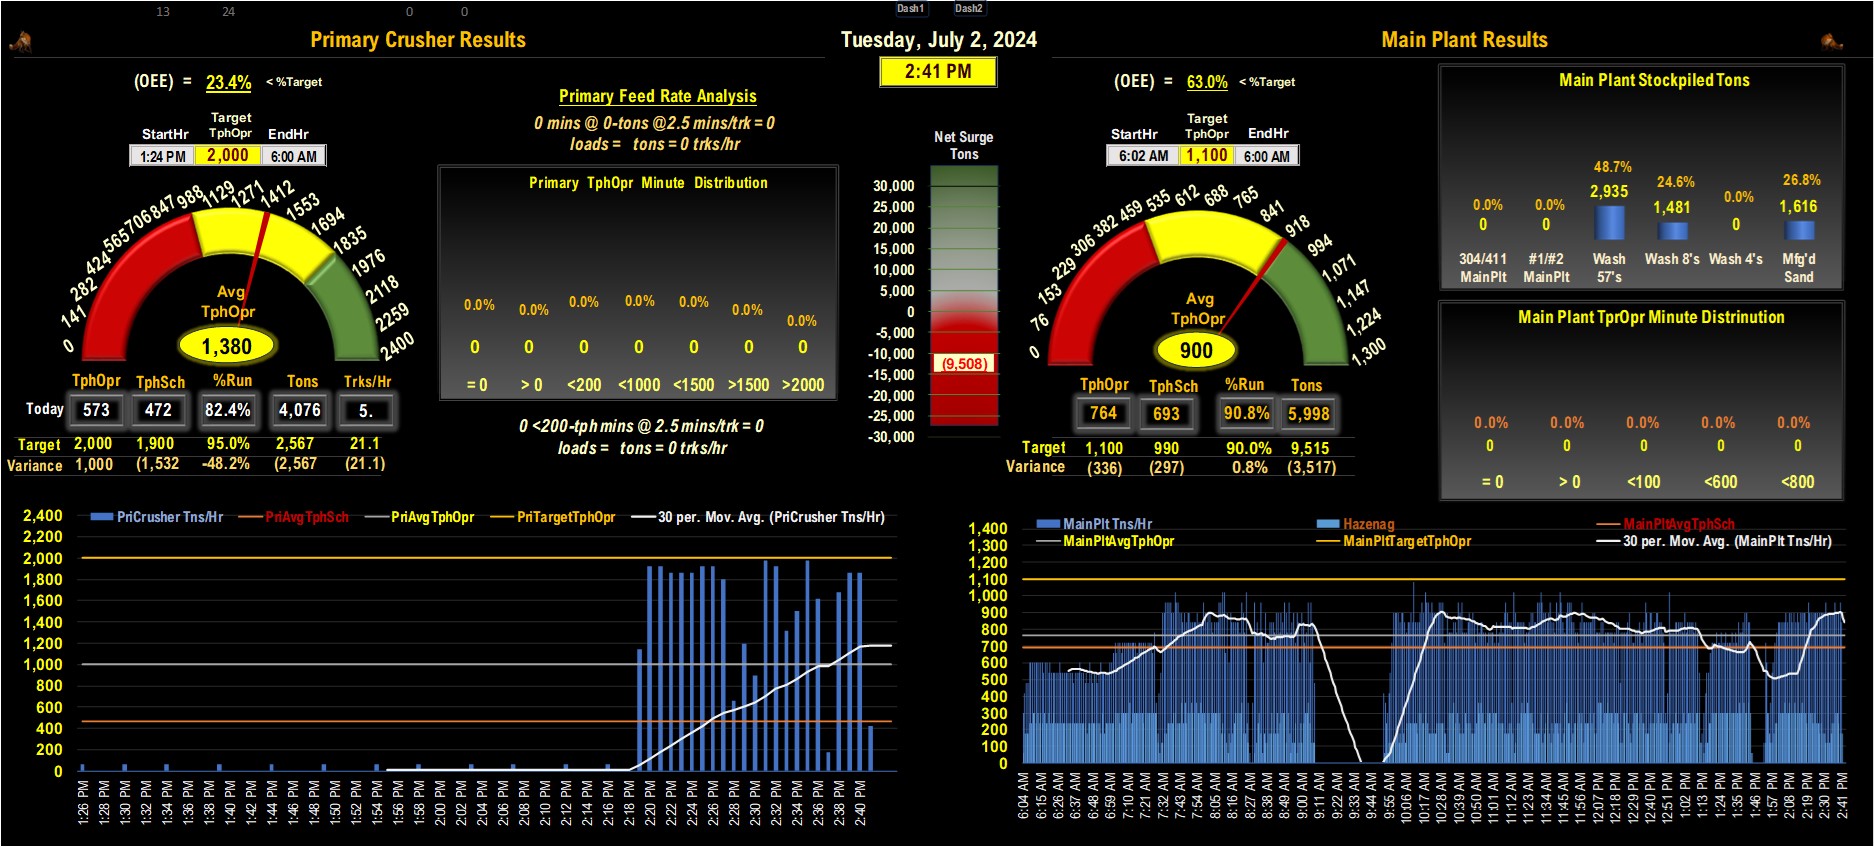 13 24 0 0 Dash1 Dash2
Primary Crusher Results
Tuesday, July 2, 2024
Main Plant Results
2:41 PM
(OEE) = 23.4% < %Target
Target
StartHr TphOpr EndHr
1:24 PM 2,000 6:00 AM
0 141 282 424 565 706 847 988 1129 1271 1412 1553 1694 1835 1976 2118 2259 2400
Avg
TphOpr
1,380
TphOpr TphSch %Run Tons Trks/Hr
Today 573 472 82.4% 4,076 5.
Target 2,000 1,900 95.0% 2,567 21.1
Variance 1,000 (1,532 -48.2% (2,567 (21.1)
Primary Feed Rate Analysis
0 mins @ 0-tons @2.5 mins/trk = 0
loads = tons = 0 trks/hr
Primary TphOpr Minute Distribution
0.0% 0.0% 0.0% 0.0% 0.0% 0.0% 0.0%
0 0 0 0 0 0 0
= 0 > 0 <200 <1000 <1500 >1500 >2000
0 <200-tph mins @ 2.5 mins/trk = 0
loads = tons = 0 trks/hr
Net Surge
Tons
30,000
25,000
20,000
15,000
10,000
5,000
0
-5,000
-10,000
(9,508)
-15,000
-20,000
-25,000
-30,000
(OEE) = 63.0% < %Target
Target
StartHr TphOpr EndHr
6:02 AM 1,100 6:00 AM
0 76 153 229 306 382 459 535 612 688 765 841 918 994 1,071 1,147 1,224 1,300
Avg
TphOpr
900
TphOpr TphSch %Run Tons
764 693 90.8% 5,998
Target 1,100 990 90.0% 9,515
Variance (336) (297) 0.8% (3,517)
Main Plant Stockpiled Tons
0.0% 0.0% 48.7% 24.6% 0.0% 26.8%
0 0 2,935 1,481 0 1,616
304/411 #1/#2 Wash Wash 8's Wash 4's Mfg'd
MainPlt MainPlt 57's Sand
Main Plant TprOpr Minute Distrinution
0.0% 0.0% 0.0% 0.0% 0.0%
0 0 0 0 0
= 0 > 0 <100 <600 <800
PriCrusher Tns/Hr PriAvgTphSch PriAvgTphOpr PriTargetTphOpr 30 per. Mov. Avg. (PriCrusher Tns/Hr)
2,400
2,200
2,000
1,800
1,600
1,400
1,200
1,000
800
600
400
200
0
1:26 PM 1:28 PM 1:30 PM 1:32 PM 1:34 PM 1:36 PM 1:38 PM 1:40 PM 1:42 PM 1:44 PM 1:46 PM 1:48 PM 1:50 PM 1:52 PM 1:54 PM 1:56 PM 1:58 PM 2:00 PM 2:02 PM 2:04 PM 2:06 PM 2:08 PM 2:10 PM 2:12 PM 2:14 PM 2:16 PM 2:18 PM 2:20 PM 2:22 PM 2:24 PM 2:26 PM 2:28 PM 2:30 PM 2:32 PM 2:34 PM 2:36 PM 2:38 PM 2:40 PM
MainPlt Tns/Hr Hazenag MainPltAvgTphSch
MainPltAvgTphOpr MainPltTargetTphOpr 30 per. Mov. Avg. (MainPlt Tns/Hr)
1,400
1,300
1,200
1,100
1,000
900
800
700
600
500
400
300
200
100
0
6:04 AM 6:15 AM 6:26 AM 6:37 AM 6:48 AM 6:59 AM 7:10 AM 7:21 AM 7:32 AM 7:43 AM 7:54 AM 8:05 AM 8:16 AM 8:27 AM 8:38 AM 8:49 AM 9:00 AM 9:11 AM 9:22 AM 9:33 AM 9:44 AM 9:55 AM 10:06 AM 10:17 AM 10:28 AM 10:39 AM 10:50 AM 11:01 AM 11:12 AM 11:23 AM 11:34 AM 11:45 AM 11:56 AM 12:07 PM 12:18 PM 12:29 PM 12:40 PM 12:51 PM 1:02 PM 1:13 PM 1:24 PM 1:35 PM 1:46 PM 1:57 PM 2:08 PM 2:19 PM 2:30 PM 2:41 PM